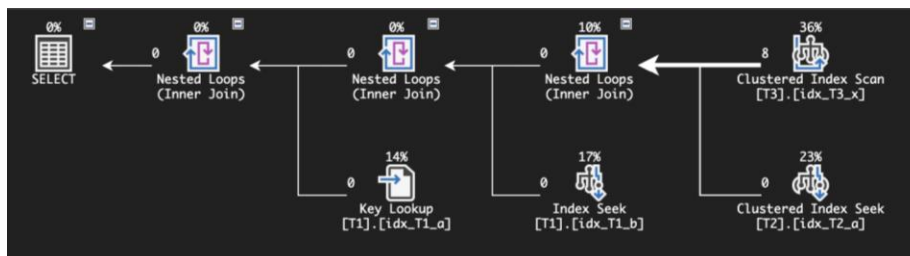 0%
0%
0%
10%
36%
0
0
0
8
SELECT
Nested Loops
(Inner Join)
Nested Loops
(Inner Join)
Nested Loops
(Inner Join)
Clustered Index Scan
[T3].[idx_T3_x]
14%
17%
23%
0
0
0
Key Lookup
[T1].[idx_T1_a]
Index Seek
[T1].[idx_T1_b]
Clustered Index Seek
[T2].[idx_T2_a]